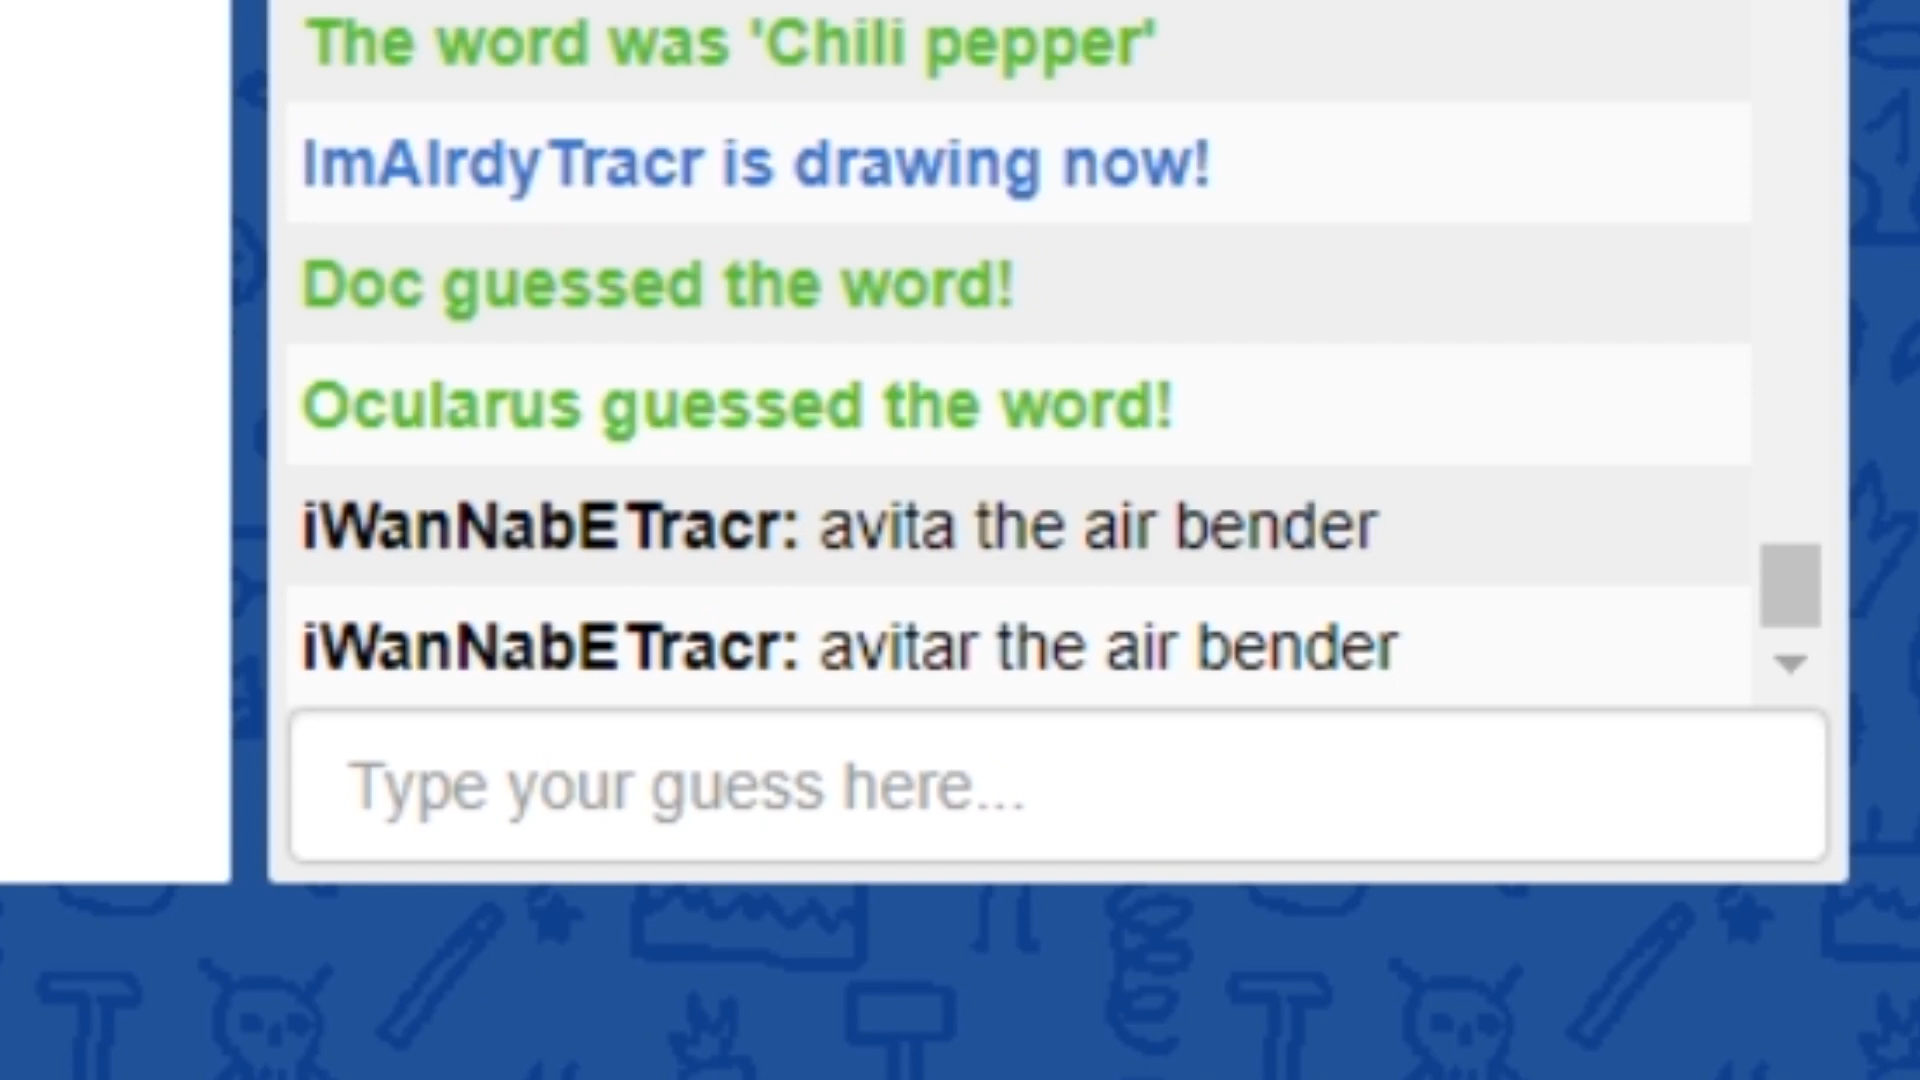 The word was 'Chili pepper'
ImAlrdyTracr is drawing now!
Doc guessed the word!
Ocularus guessed the word!
iWanNabETracr: avita the air bender
iWanNabETracr: avitar the air bender
Type your guess here...